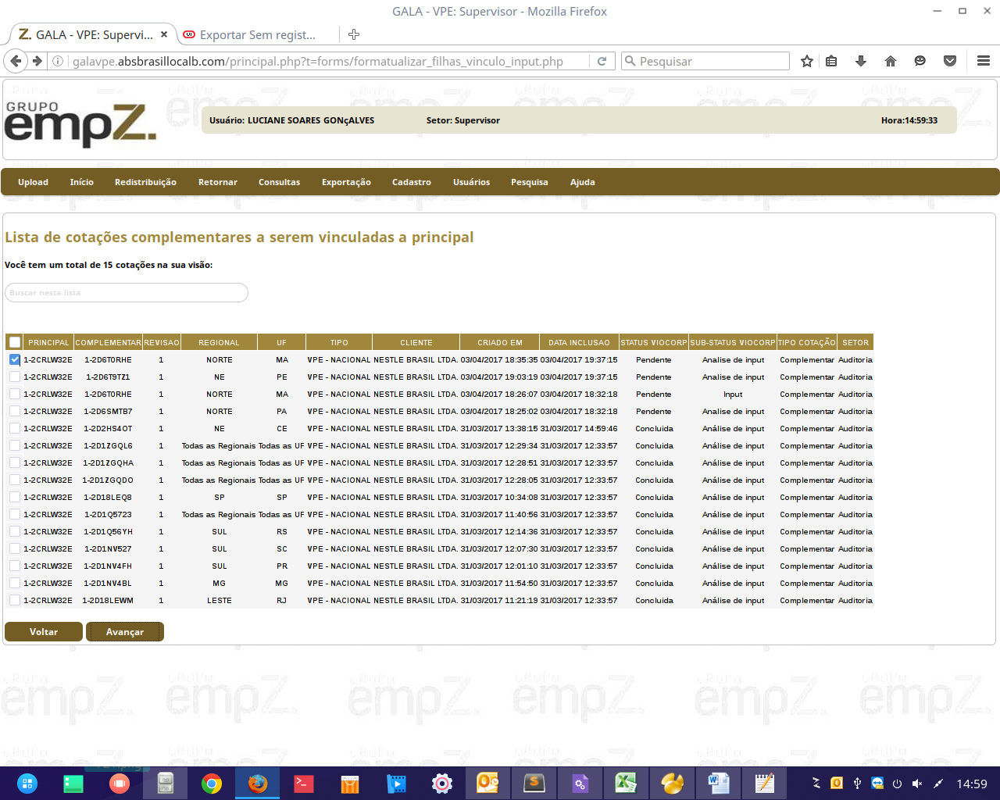 GALA - VPE: Supervisor - Mozilla Firefox
Z. GALA - VPE: Supervi... × Exportar Sem regist...
galavpe.absbrasillocalb.com/principal.php?t=forms/formatualizar_filhas_vinculo_input.php Pesquisar
GRUPO
empZ.
Usuário: LUCIANE SOARES GONçALVES Setor: Supervisor Hora:14:59:33
Upload Início Redistribuição Retornar Consultas Exportação Cadastro Usuários Pesquisa Ajuda
Lista de cotações complementares a serem vinculadas a principal
Você tem um total de 15 cotações na sua visão:
Buscar nesta lista
PRINCIPAL COMPLEMENTAR REVISAO REGIONAL UF TIPO CLIENTE CRIADO EM DATA INCLUSAO STATUS VIOCORP SUB-STATUS VIOCORP TIPO COTAÇÃO SETOR
1-2CRLW32E 1-2D6T0RHE 1 NORTE MA VPE - NACIONAL NESTLE BRASIL LTDA. 03/04/2017 18:35:35 03/04/2017 19:37:15 Pendente Analise de input Complementar Auditoria
1-2CRLW32E 1-2D6T9TZ1 1 NE PE VPE - NACIONAL NESTLE BRASIL LTDA. 03/04/2017 19:03:19 03/04/2017 19:37:15 Pendente Analise de input Complementar Auditoria
1-2CRLW32E 1-2D6T0RHE 1 NORTE MA VPE - NACIONAL NESTLE BRASIL LTDA. 03/04/2017 18:26:07 03/04/2017 18:32:18 Pendente Input Complementar Auditoria
1-2CRLW32E 1-2D6SMTB7 1 NORTE PA VPE - NACIONAL NESTLE BRASIL LTDA. 03/04/2017 18:25:02 03/04/2017 18:32:18 Pendente Analise de input Complementar Auditoria
1-2CRLW32E 1-2D2HS4OT 1 NE CE VPE - NACIONAL NESTLE BRASIL LTDA. 31/03/2017 13:38:15 31/03/2017 14:59:46 Concluida Análise de input Complementar Auditoria
1-2CRLW32E 1-2D1ZGQL6 1 Todas as Regionais Todas as UF VPE - NACIONAL NESTLE BRASIL LTDA. 31/03/2017 12:29:34 31/03/2017 12:33:57 Concluida Análise de input Complementar Auditoria
1-2CRLW32E 1-2D1ZGQHA 1 Todas as Regionais Todas as UF VPE - NACIONAL NESTLE BRASIL LTDA. 31/03/2017 12:28:51 31/03/2017 12:33:57 Concluida Análise de input Complementar Auditoria
1-2CRLW32E 1-2D1ZGQDO 1 Todas as Regionais Todas as UF VPE - NACIONAL NESTLE BRASIL LTDA. 31/03/2017 12:28:05 31/03/2017 12:33:57 Concluida Análise de input Complementar Auditoria
1-2CRLW32E 1-2D18LEQ8 1 SP SP VPE - NACIONAL NESTLE BRASIL LTDA. 31/03/2017 10:34:08 31/03/2017 12:33:57 Concluida Análise de input Complementar Auditoria
1-2CRLW32E 1-2D1Q5723 1 Todas as Regionais Todas as UF VPE - NACIONAL NESTLE BRASIL LTDA. 31/03/2017 11:40:56 31/03/2017 12:33:57 Concluida Análise de input Complementar Auditoria
1-2CRLW32E 1-2D1Q56YH 1 SUL RS VPE - NACIONAL NESTLE BRASIL LTDA. 31/03/2017 12:14:36 31/03/2017 12:33:57 Concluida Análise de input Complementar Auditoria
1-2CRLW32E 1-2D1NV527 1 SUL SC VPE - NACIONAL NESTLE BRASIL LTDA. 31/03/2017 12:07:30 31/03/2017 12:33:57 Concluida Análise de input Complementar Auditoria
1-2CRLW32E 1-2D1NV4FH 1 SUL PR VPE - NACIONAL NESTLE BRASIL LTDA. 31/03/2017 12:01:10 31/03/2017 12:33:57 Concluida Análise de input Complementar Auditoria
1-2CRLW32E 1-2D1NV4BL 1 MG MG VPE - NACIONAL NESTLE BRASIL LTDA. 31/03/2017 11:54:50 31/03/2017 12:33:57 Concluida Análise de input Complementar Auditoria
1-2CRLW32E 1-2D18LEWM 1 LESTE RJ VPE - NACIONAL NESTLE BRASIL LTDA. 31/03/2017 11:21:19 31/03/2017 12:33:57 Concluida Análise de input Complementar Auditoria
Voltar Avançar
14:59